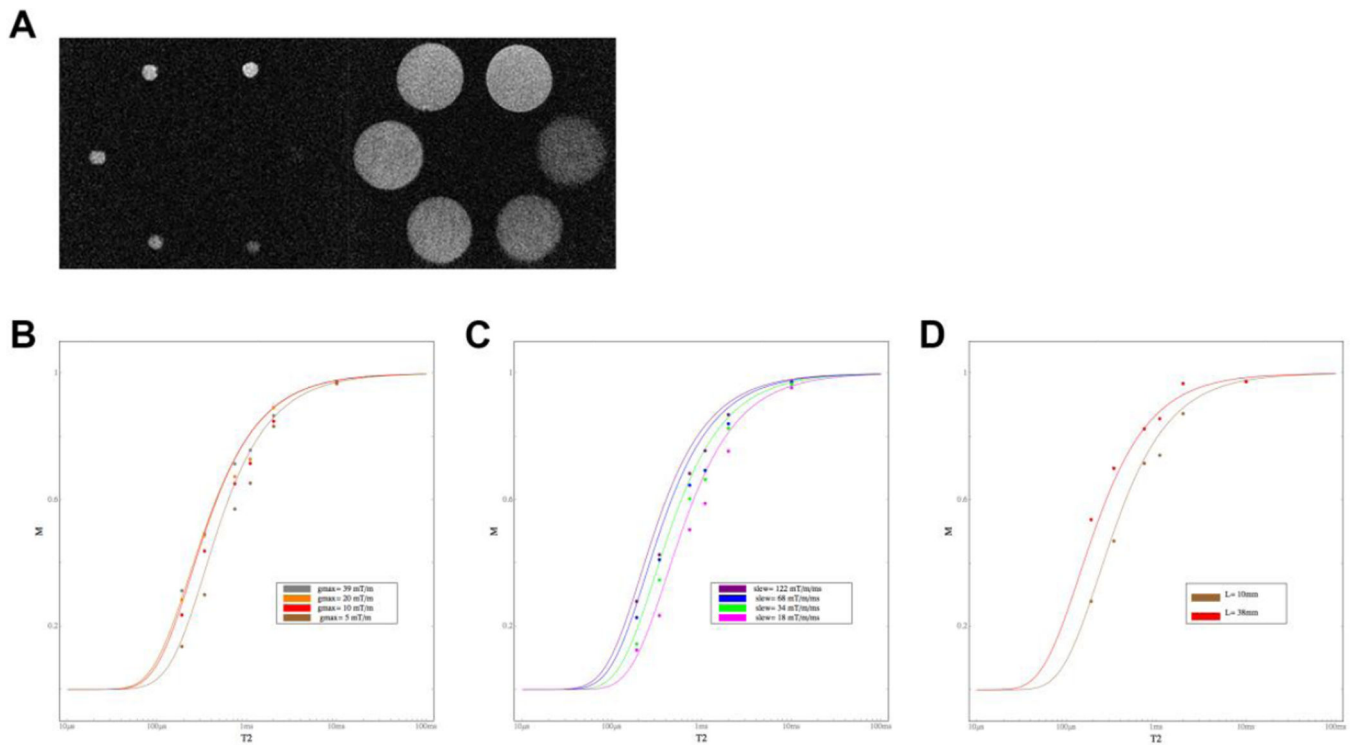 A
B
C
D
1
0.6
0.2
M
10μs
100μs
1ms
10ms
100ms
T2
gmax= 39 mT/m
gmax= 20 mT/m
gmax= 10 mT/m
gmax= 5 mT/m
1
0.6
0.2
M
10μs
100μs
1ms
10ms
100ms
T2
slew= 122 mT/m/ms
slew= 68 mT/m/ms
slew= 34 mT/m/ms
slew= 18 mT/m/ms
1
0.6
0.2
M
10μs
100μs
1ms
10ms
100ms
T2
L= 10mm
L= 38mm